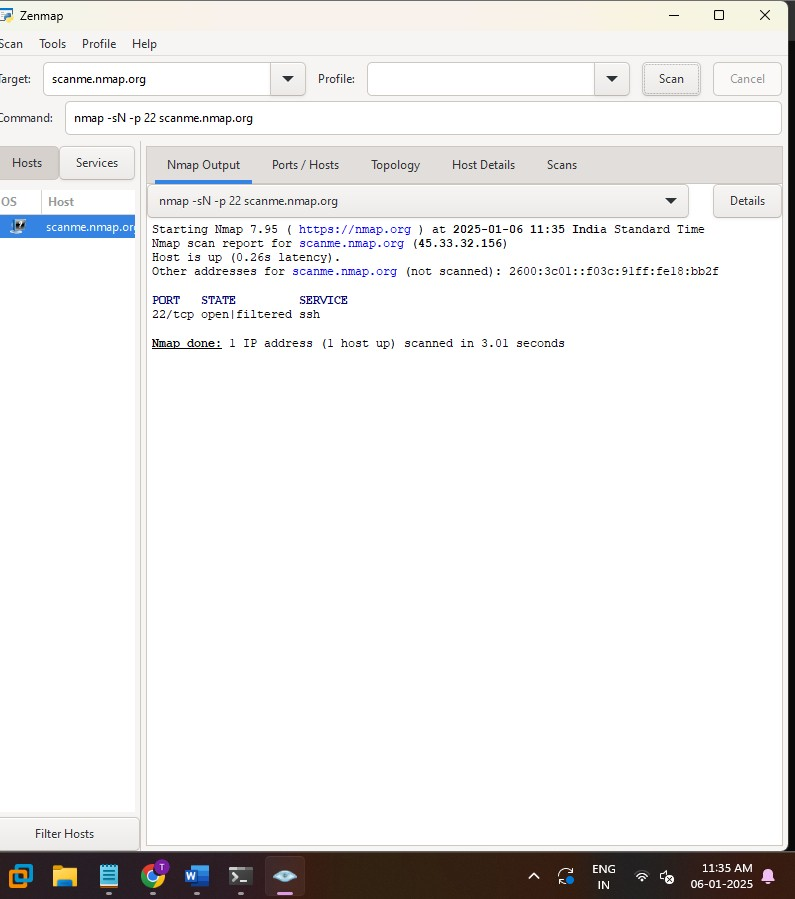 Zenmap
Scan Tools Profile Help
Target: scanme.nmap.org Profile: Scan Cancel
Command: nmap -sN -p 22 scanme.nmap.org
Hosts Services
OS Host
scanme.nmap.or
Nmap Output Ports / Hosts Topology Host Details Scans
nmap -sN -p 22 scanme.nmap.org Details
Starting Nmap 7.95 ( https://nmap.org ) at 2025-01-06 11:35 India Standard Time
Nmap scan report for scanme.nmap.org (45.33.32.156)
Host is up (0.26s latency).
Other addresses for scanme.nmap.org (not scanned): 2600:3c01::f03c:91ff:fe18:bb2f
PORT STATE SERVICE
22/tcp open|filtered ssh
Nmap done: 1 IP address (1 host up) scanned in 3.01 seconds
Filter Hosts
T
W
ENG
IN
11:35 AM
06-01-2025